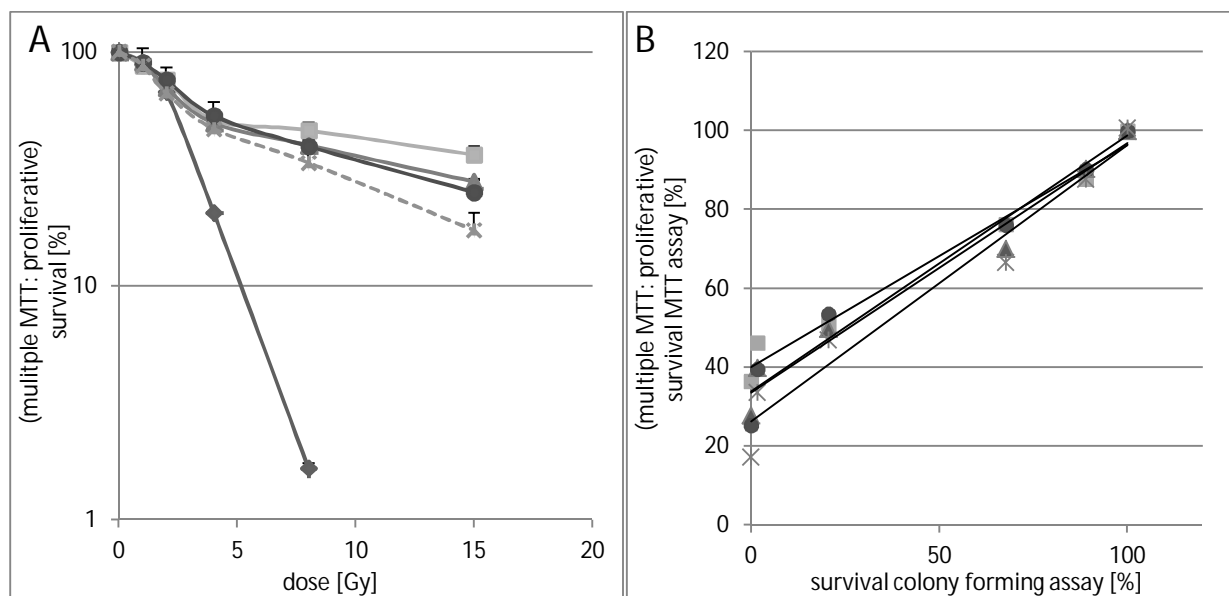 A
(mulitple MTT: proliferative)
survival [%]
100
10
1
0
5
10
15
20
dose [Gy]
B
(multiple MTT: proliferative)
survival MTT assay [%]
120
100
80
60
40
20
0
0
50
100
survival colony forming assay [%]